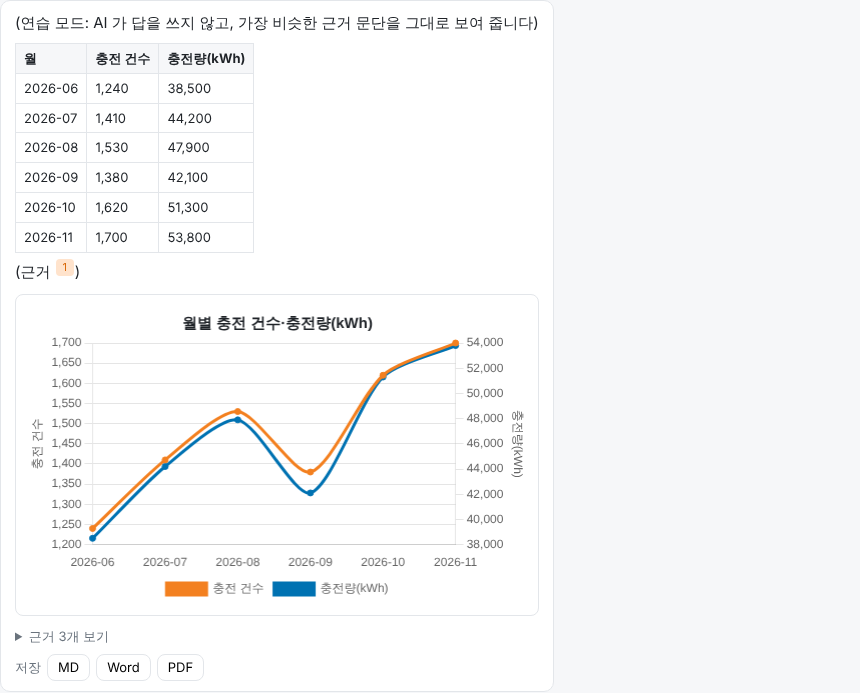 (연습 모드: AI 가 답을 쓰지 않고, 가장 비슷한 근거 문단을 그대로 보여 줍니다)
월 충전 건수 충전량(kWh)
2026-06 1,240 38,500
2026-07 1,410 44,200
2026-08 1,530 47,900
2026-09 1,380 42,100
2026-10 1,620 51,300
2026-11 1,700 53,800
(근거 1)
월별 충전 건수·충전량(kWh)
충전 건수
1,700
1,650
1,600
1,550
1,500
1,450
1,400
1,350
1,300
1,250
1,200
54,000
52,000
50,000
48,000
46,000
44,000
42,000
40,000
38,000
충전량(kWh)
2026-06 2026-07 2026-08 2026-09 2026-10 2026-11
충전 건수 충전량(kWh)
▶ 근거 3개 보기
저장 MD Word PDF